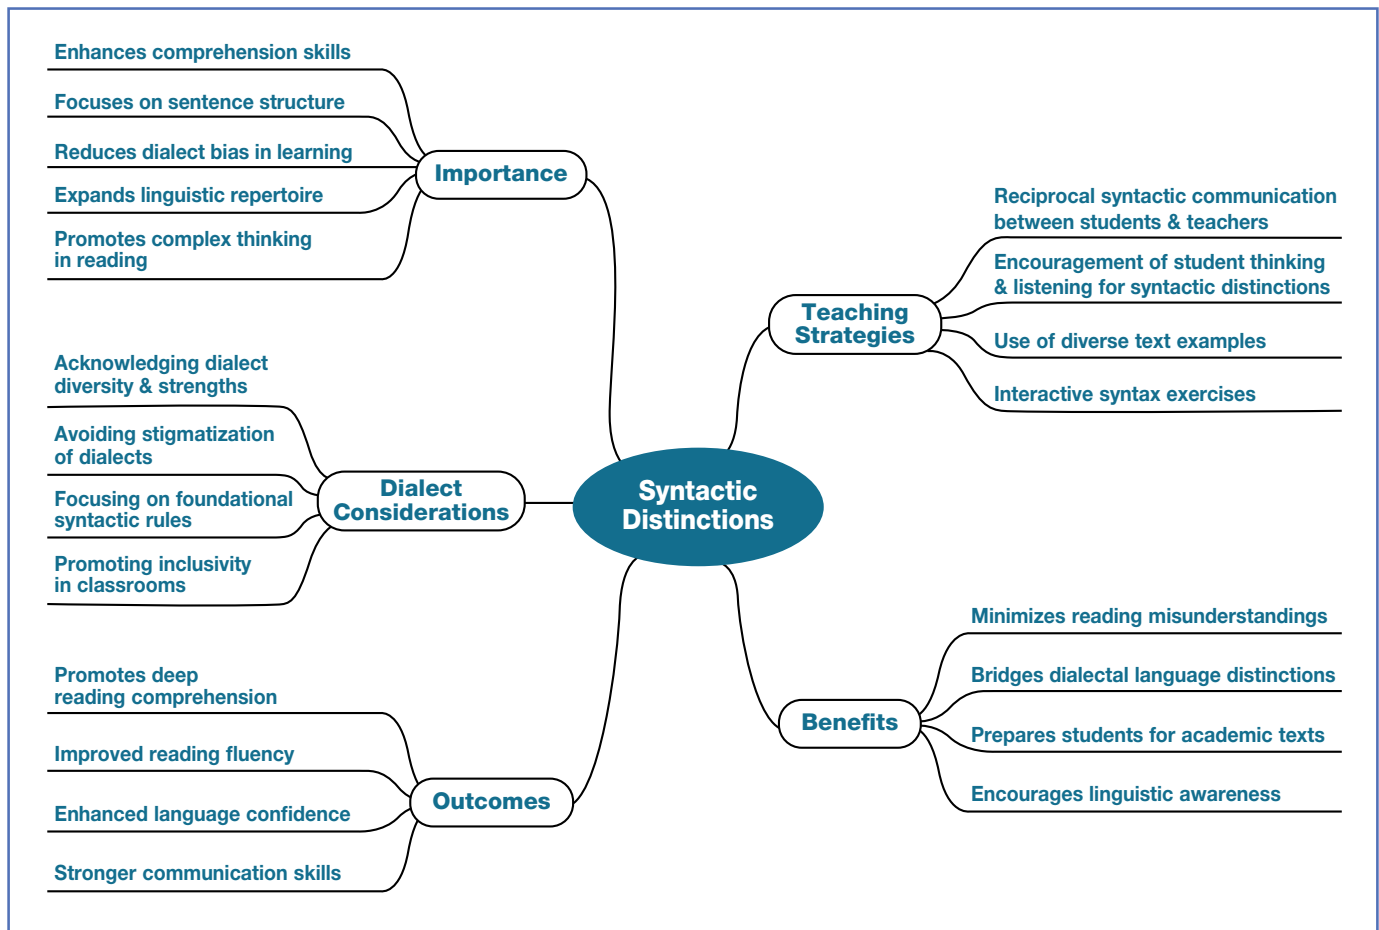 Enhances comprehension skills
Focuses on sentence structure
Reduces dialect bias in learning
Expands linguistic repertoire
Promotes complex thinking
in reading
Importance
Acknowledging dialect
diversity & strengths
Avoiding stigmatization
of dialects
Focusing on foundational
syntactic rules
Promoting inclusivity
in classrooms
Dialect
Considerations
Promotes deep
reading comprehension
Improved reading fluency
Enhanced language confidence
Stronger communication skills
Outcomes
Syntactic
Distinctions
Teaching
Strategies
Reciprocal syntactic communication
between students & teachers
Encouragement of student thinking
& listening for syntactic distinctions
Use of diverse text examples
Interactive syntax exercises
Benefits
Minimizes reading misunderstandings
Bridges dialectal language distinctions
Prepares students for academic texts
Encourages linguistic awareness